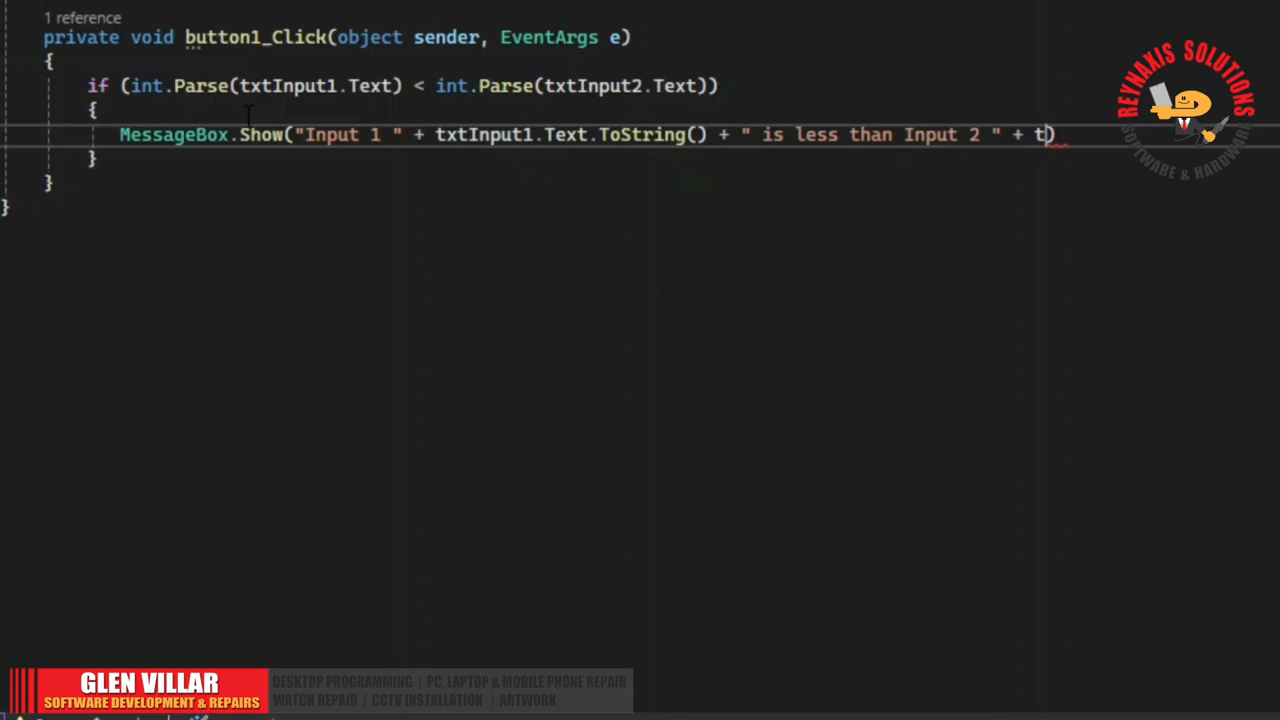 1 reference
private void button1_Click(object sender, EventArgs e)
{
if (int.Parse(txtInput1.Text) < int.Parse(txtInput2.Text))
{
MessageBox.Show("Input 1 " + txtInput1.Text.ToString() + " is less than Input 2 " + t)
}
}
}
REYNAXIS SOLUTIONS
SOFTWARE & HARDWARE
GLEN VILLAR
SOFTWARE DEVELOPMENT & REPAIRS
DESKTOP PROGRAMMING | PC, LAPTOP & MOBILE PHONE REPAIR
WATCH REPAIR | CCTV INSTALLATION | ARTWORK